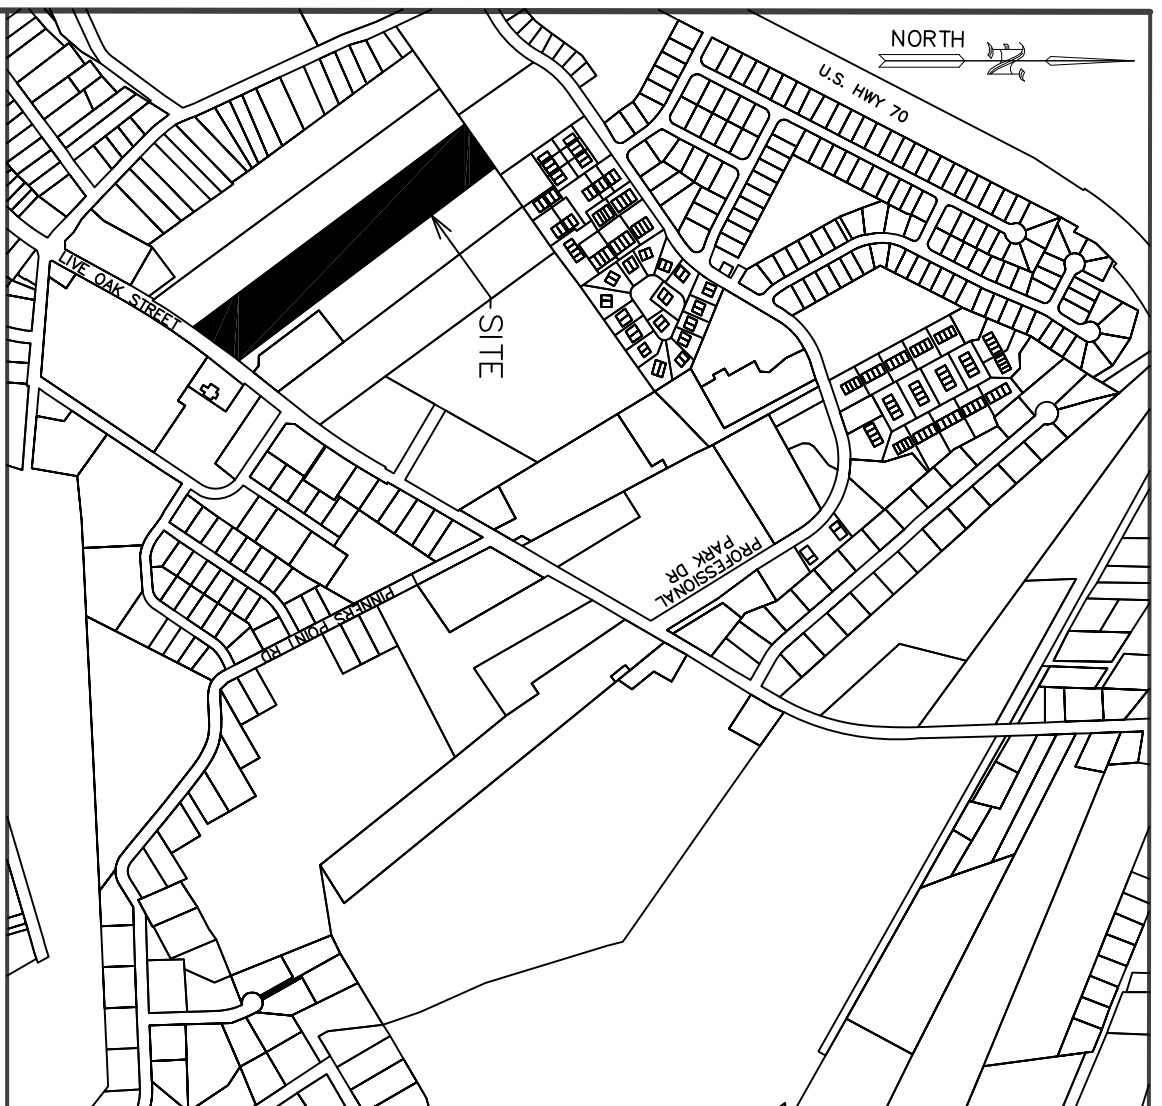 NORTH
U.S. HWY 70
LIVE OAK STREET
SITE
PROFESSIONAL
PARK DR
PINNERS POINT RD